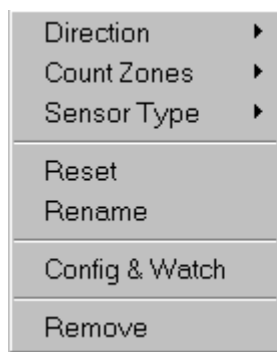 Direction
Count Zones
Sensor Type
Reset
Rename
Config & Watch
Remove